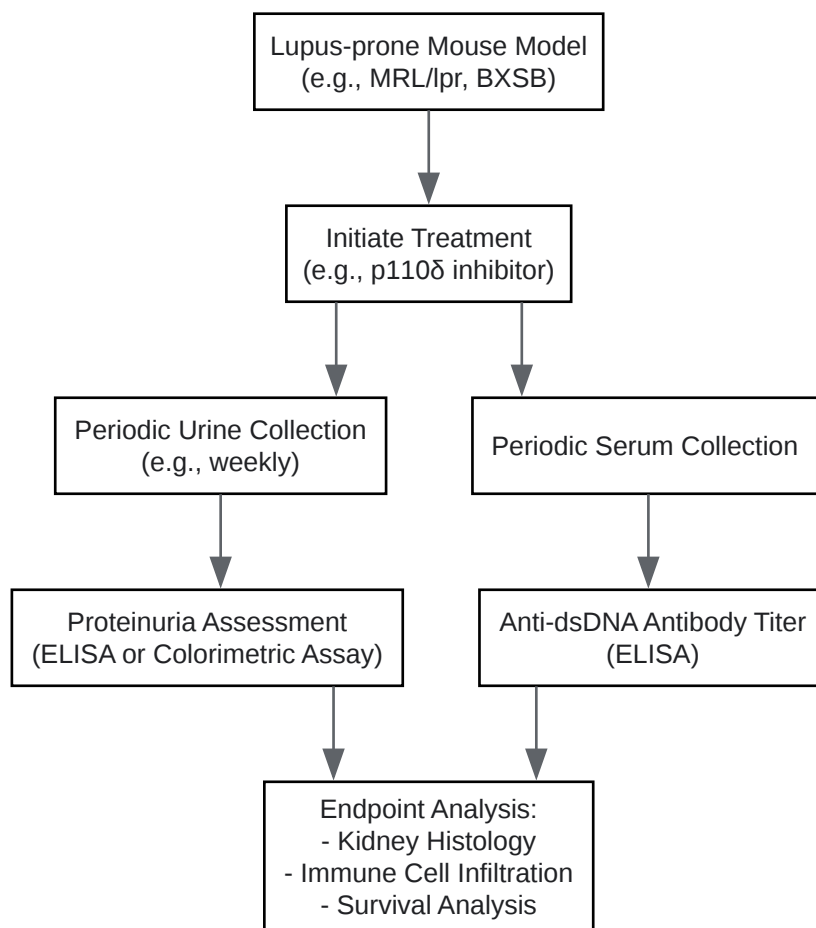 Lupus-prone Mouse Model
(e.g., MRL/lpr, BXSB)
Initiate Treatment
(e.g., p110δ inhibitor)
Periodic Urine Collection
(e.g., weekly)
Periodic Serum Collection
Proteinuria Assessment
(ELISA or Colorimetric Assay)
Anti-dsDNA Antibody Titer
(ELISA)
Endpoint Analysis:
- Kidney Histology
- Immune Cell Infiltration
- Survival Analysis